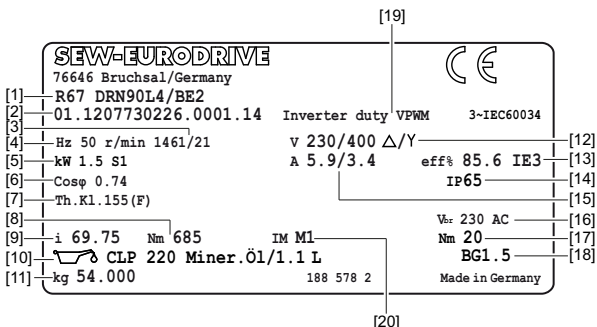 [19]
SEW-EURODRIVE CE
76646 Bruchsal/Germany
[1] R67 DRN90L4/BE2
[2] 01.1207730226.0001.14 Inverter duty VPWM 3~IEC60034
[3]
[4] Hz 50 r/min 1461/21 V 230/400 △/Y [12]
[5] kW 1.5 S1 A 5.9/3.4 eff% 85.6 IE3 [13]
[6] Cosφ 0.74 IP65 [14]
[7] Th.Kl.155(F) [15]
[8] Vbr 230 AC [16]
[9] i 69.75 Nm 685 IM M1 Nm 20 [17]
[10] CLP 220 Miner.Öl/1.1 L BG1.5 [18]
[11] kg 54.000 188 578 2 Made in Germany
[20]